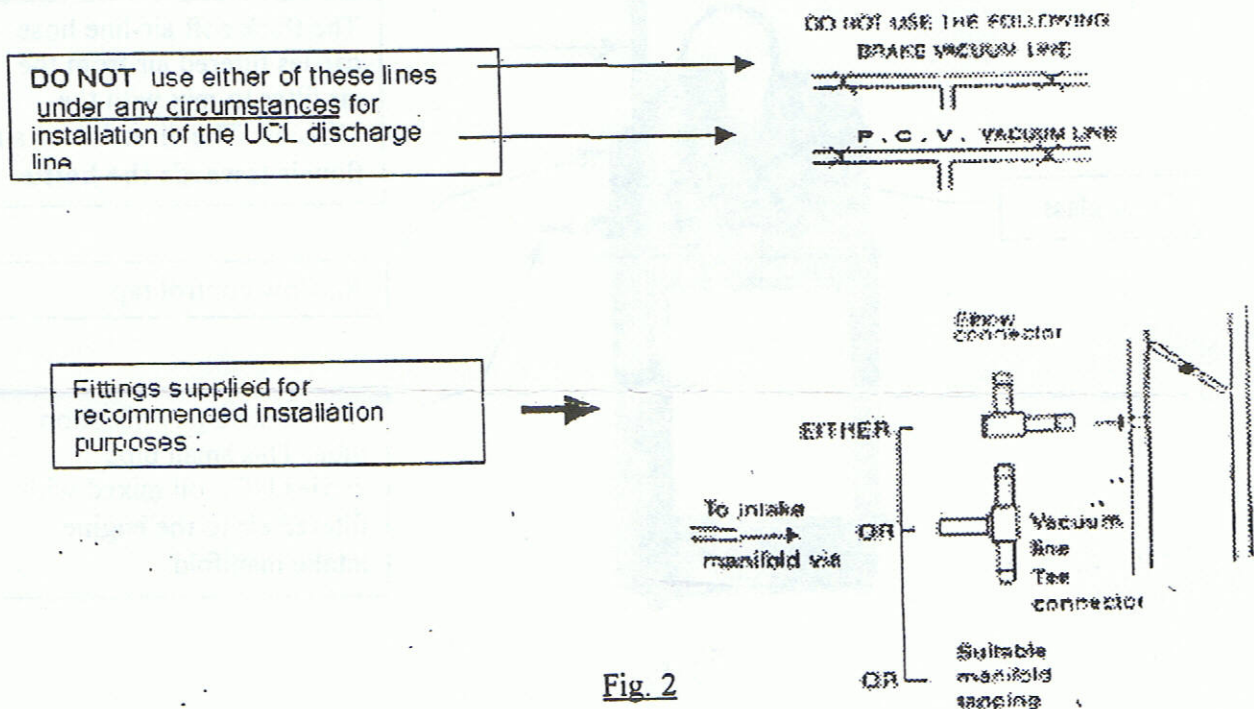 DO NOT USE THE FOLLOWING
BRAKE VACUUM LINE
DO NOT use either of these lines
under any circumstances for
installation of the UCL discharge
line
P.C.V. VACUUM LINE
Fittings supplied for
recommended installation
purposes :
Elbow
connector
EITHER
To intake
manifold via
OR
Vacuum
line
Tee
connector
OR
Suitable
manifold
tapping
Fig. 2